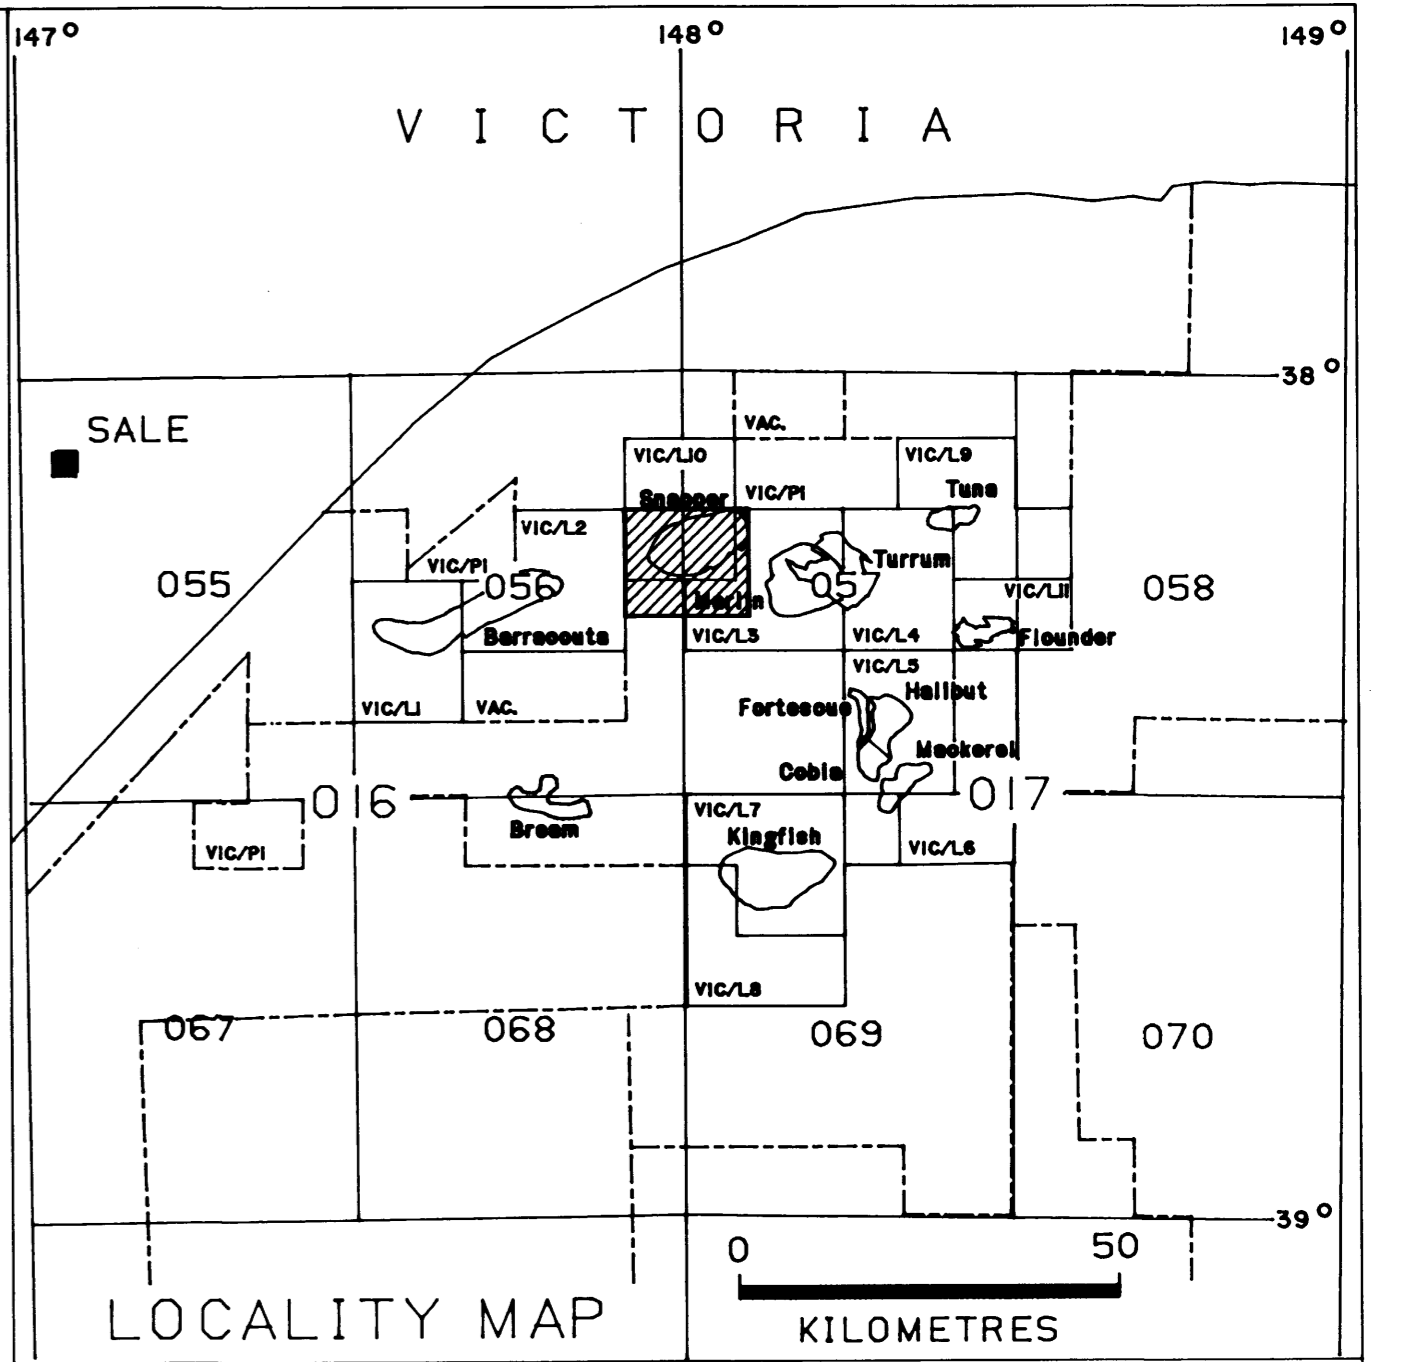 147° 148° 149°
VICTORIA
38°
SALE
VAC.
VIC/L10
VIC/L9
Snapper
VIC/P1
Tuna
VIC/L2
VIC/P1
Turrum
055
056
05
VIC/L11
058
Marlin
Barracouta
VIC/L3
VIC/L4
Flounder
VIC/L5
VIC/L1
VAC.
Fortescue
Halibut
Mackerel
Cobia
016
017
Bream
VIC/L7
Kingfish
VIC/P1
VIC/L6
VIC/L8
067
068
069
070
39°
0 50
KILOMETRES
LOCALITY MAP